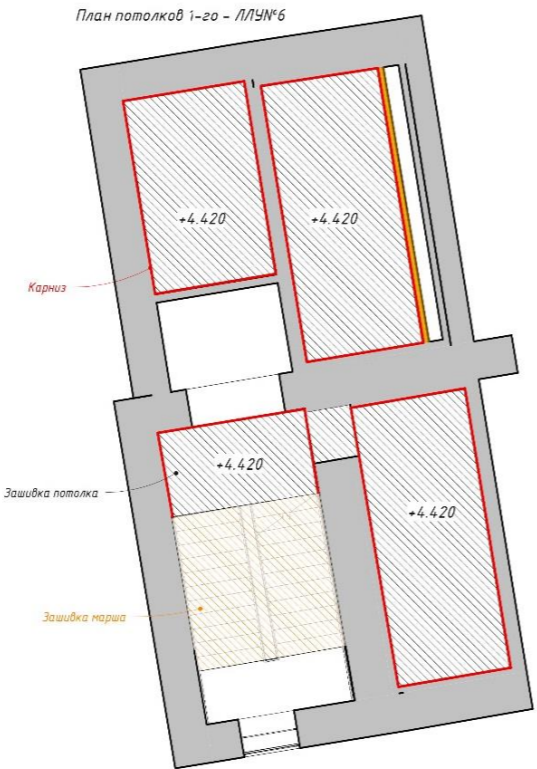 План потолков 1-го - ЛЛУ№6
+4.420
+4.420
Карниз
+4.420
Зашивка потолка
+4.420
Зашивка марша